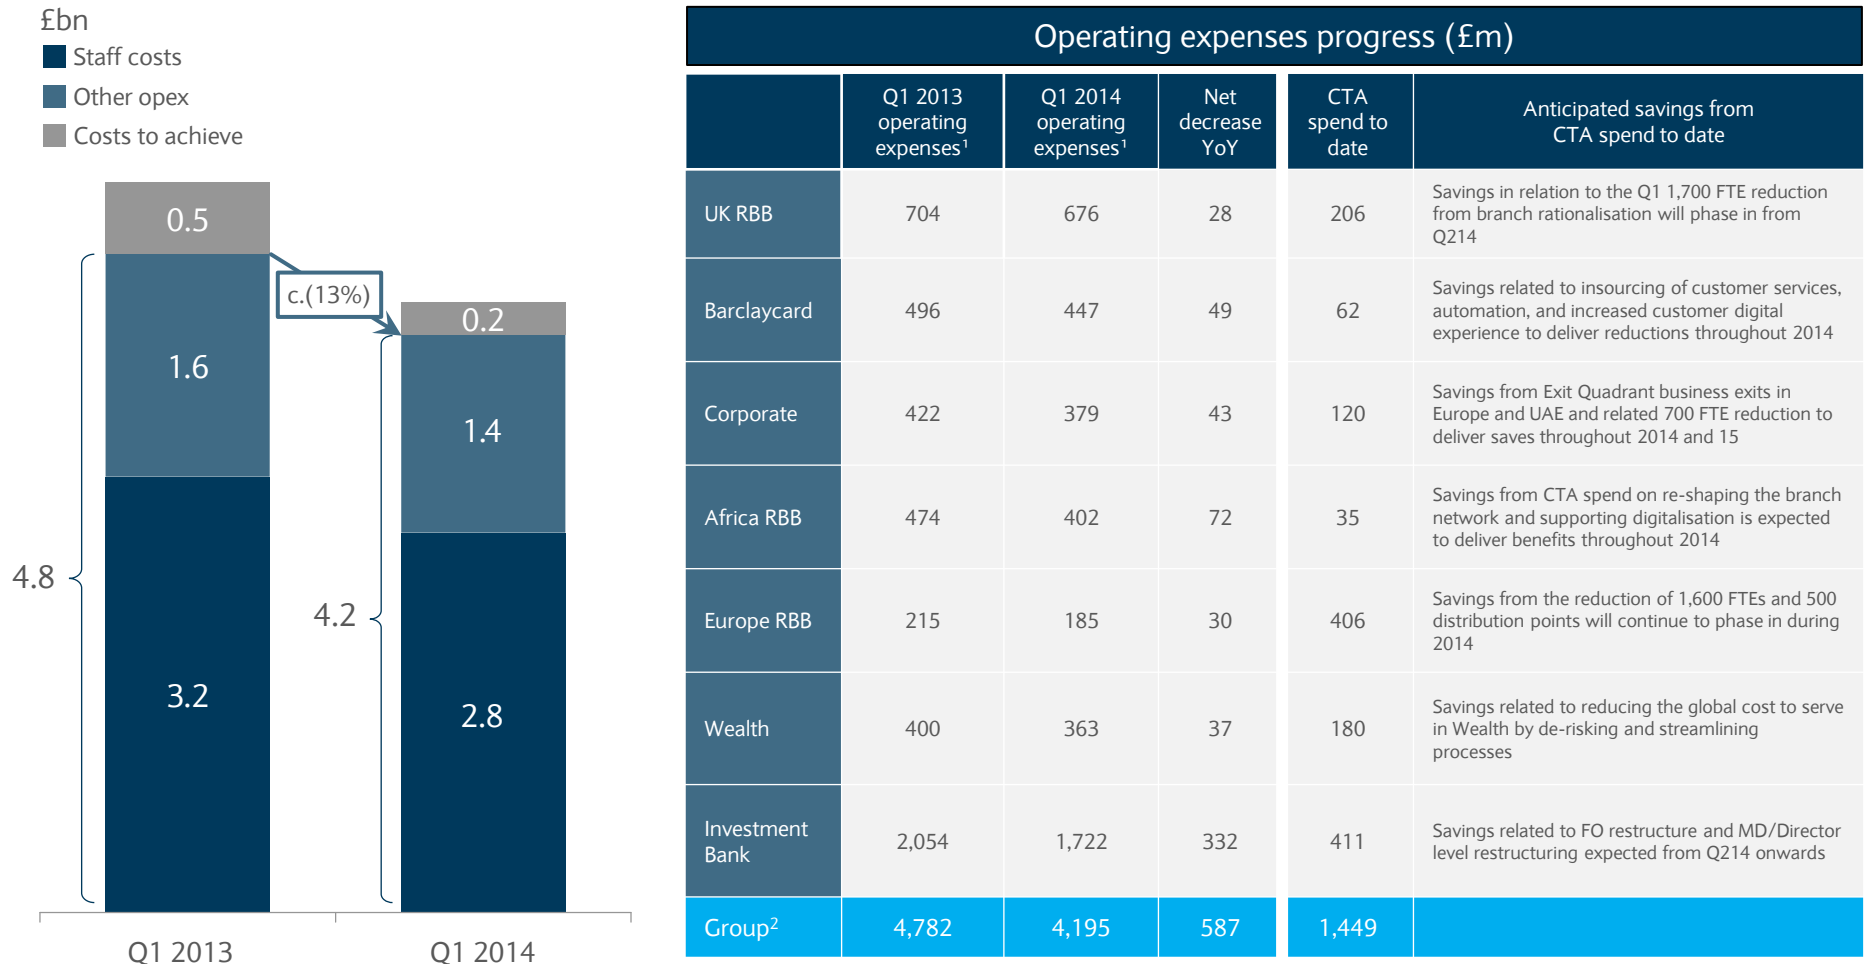 £bn
Staff costs
Other opex
Costs to achieve
0.5
1.6
3.2
4.8
c.(13%)
0.2
1.4
2.8
4.2
Q1 2013
Q1 2014
Operating expenses progress (£m)
Q1 2013
operating
expenses¹
Q1 2014
operating
expenses¹
Net
decrease
YoY
CTA
spend to
date
Anticipated savings from
CTA spend to date
UK RBB
704
676
28
206
Savings in relation to the Q1 1,700 FTE reduction
from branch rationalisation will phase in from
Q214
Barclaycard
496
447
49
62
Savings related to insourcing of customer services,
automation, and increased customer digital
experience to deliver reductions throughout 2014
Corporate
422
379
43
120
Savings from Exit Quadrant business exits in
Europe and UAE and related 700 FTE reduction to
deliver saves throughout 2014 and 15
Africa RBB
474
402
72
35
Savings from CTA spend on re-shaping the branch
network and supporting digitalisation is expected
to deliver benefits throughout 2014
Europe RBB
215
185
30
406
Savings from the reduction of 1,600 FTEs and 500
distribution points will continue to phase in during
2014
Wealth
400
363
37
180
Savings related to reducing the global cost to serve
in Wealth by de-risking and streamlining
processes
Investment
Bank
2,054
1,722
332
411
Savings related to FO restructure and MD/Director
level restructuring expected from Q214 onwards
Group²
4,782
4,195
587
1,449